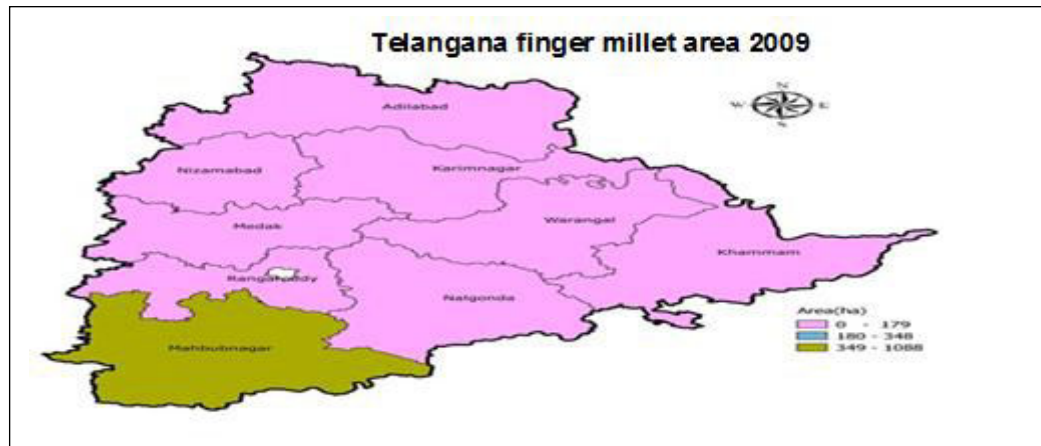 Telangana finger millet area 2009
N
W E
S
Adilabad
Nizamabad
Karimnagar
Medak
Warangal
Khammam
Rangareddy
Nalgonda
Mahbubnagar
Area(ha)
0 - 179
180 - 348
349 - 1088